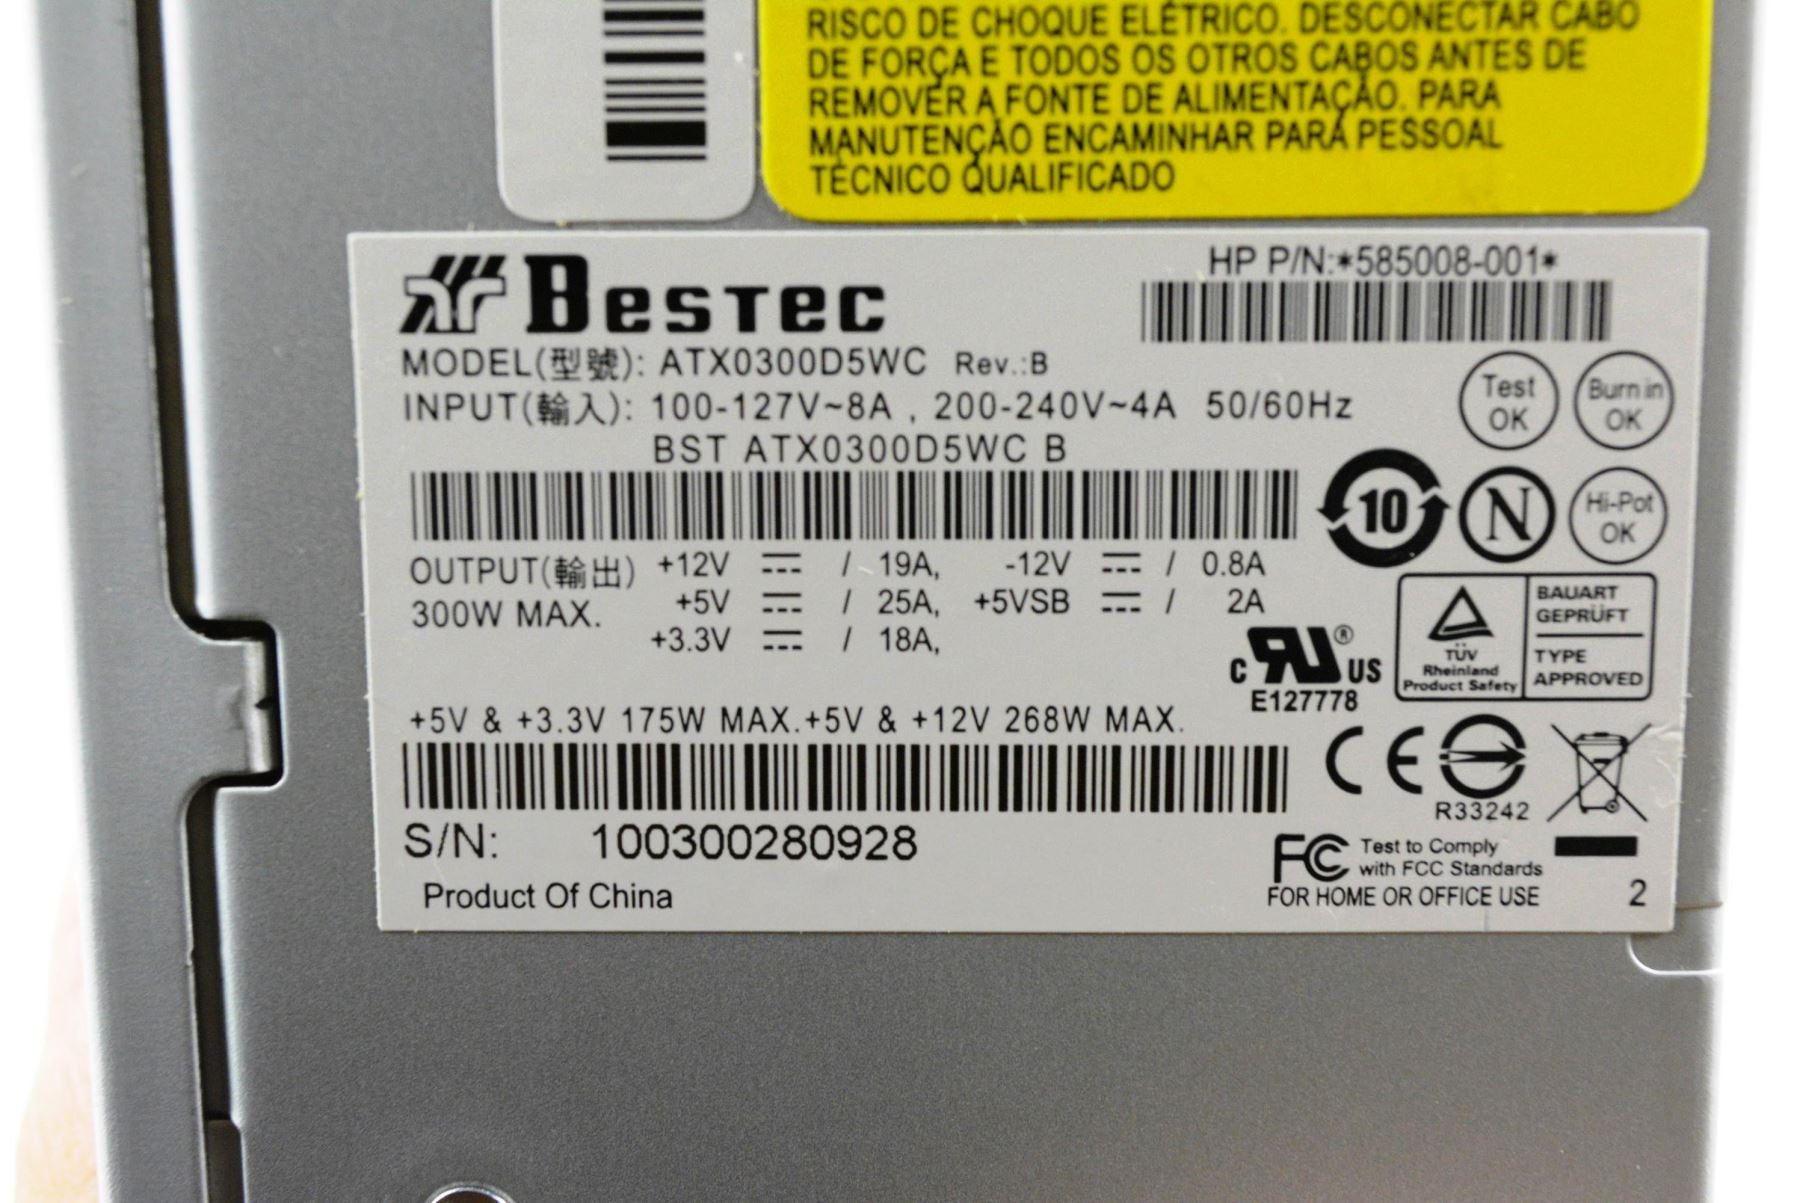 RISCO DE CHOQUE ELÉTRICO. DESCONECTAR CABO
DE FORÇA E TODOS OS OTROS CABOS ANTES DE
REMOVER A FONTE DE ALIMENTAÇÃO. PARA
MANUTENÇÃO ENCAMINHAR PARA PESSOAL
TÉCNICO QUALIFICADO
BESTEC
HP P/N:*585008-001*
MODEL(型號): ATX0300D5WC Rev.:B
INPUT(輸入): 100-127V~8A , 200-240V~4A 50/60Hz
BST ATX0300D5WC B
Test OK
Burn in OK
10
N
Hi-Pot OK
OUTPUT(輸出) +12V ⎓ / 19A, -12V ⎓ / 0.8A
300W MAX. +5V ⎓ / 25A, +5VSB ⎓ / 2A
+3.3V ⎓ / 18A,
c RU ® US
E127778
TÜV
Rheinland
Product Safety
BAUART
GEPRÜFT
TYPE
APPROVED
+5V & +3.3V 175W MAX.+5V & +12V 268W MAX.
CE
R33242
S/N: 100300280928
FC Test to Comply
with FCC Standards
FOR HOME OR OFFICE USE
Product Of China
2